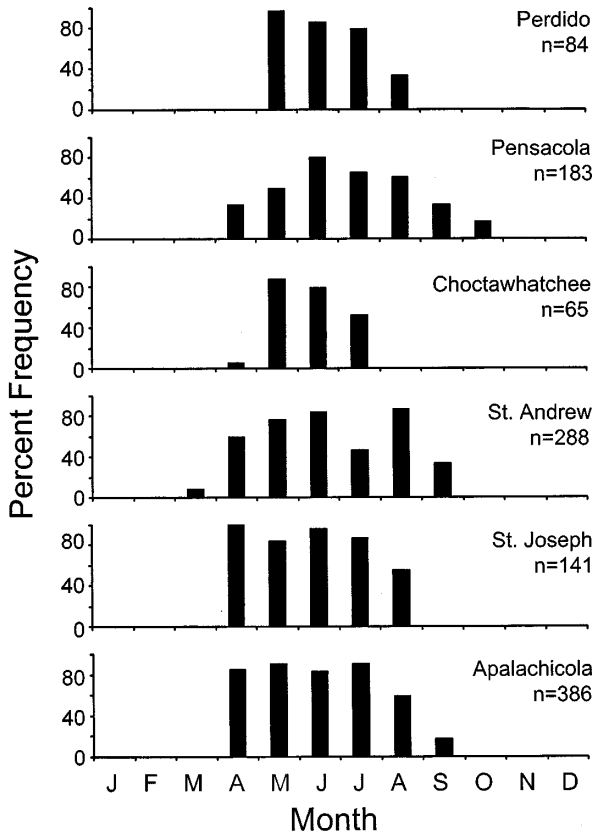 Perdido
n=84
80
40
0
Pensacola
n=183
80
40
0
Choctawhatchee
n=65
80
40
0
St. Andrew
n=288
80
40
0
St. Joseph
n=141
80
40
0
Apalachicola
n=386
80
40
0
Percent Frequency
J F M A M J J A S O N D
Month